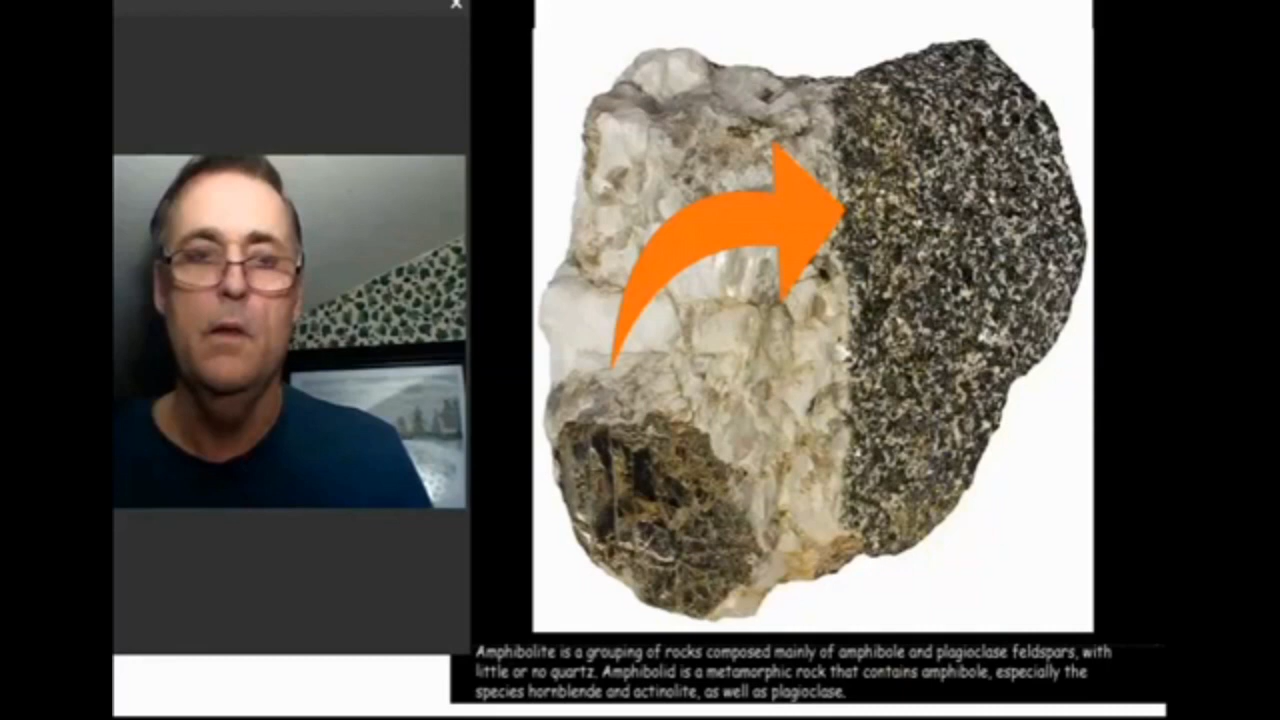 x
Amphibolite is a grouping of rocks composed mainly of amphibole and plagioclase feldspars, with
little or no quartz. Amphibolid is a metamorphic rock that contains amphibole, especially the
species hornblende and actinolite, as well as plagioclase.